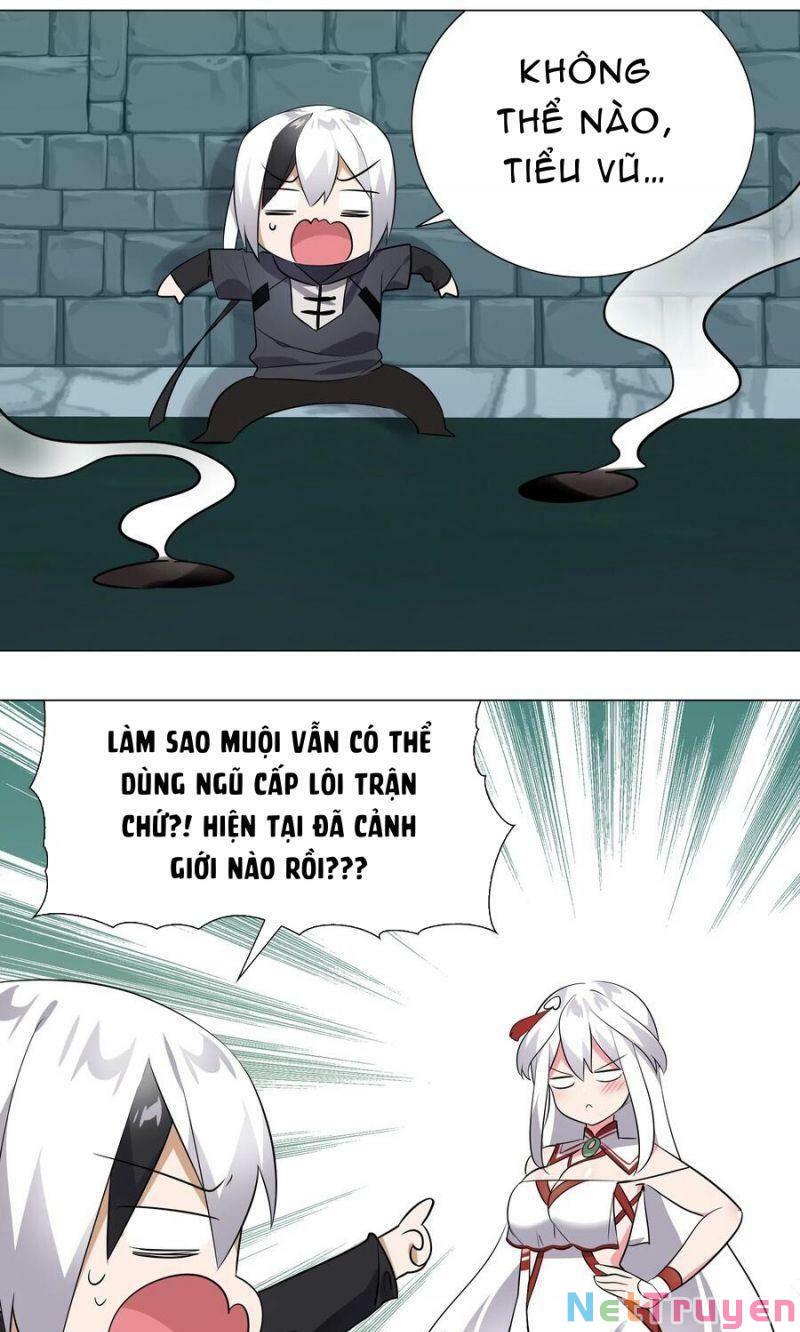 KHÔNG
THỂ NÀO,
TIỂU VŨ...
LÀM SAO MUỘI VẪN CÓ THỂ
DÙNG NGŨ CẤP LÔI TRẬN
CHỨ?! HIỆN TẠI ĐÃ CẢNH
GIỚI NÀO RỒI???
NETTRUYEN